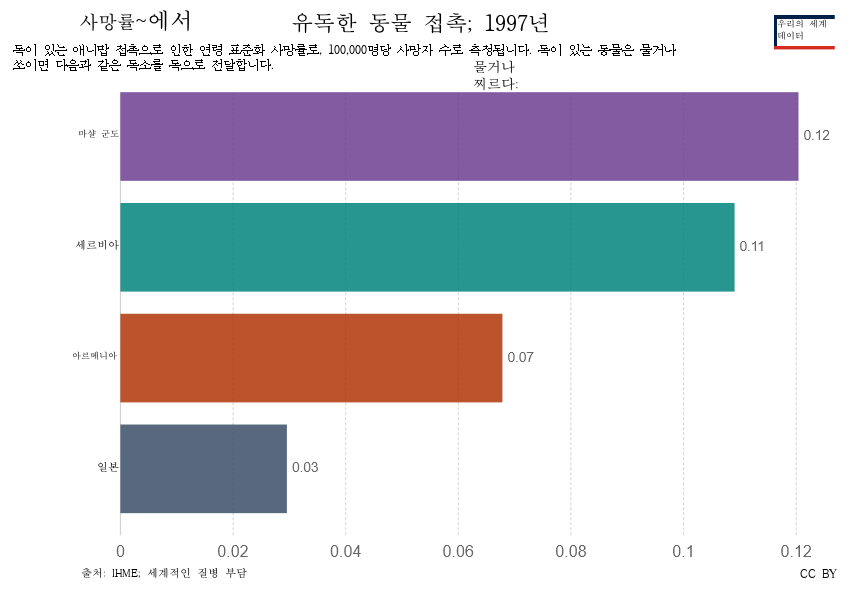 사망률~에서 유독한 동물 접촉; 1997년
우리의 세계
데이터
독이 있는 애니맙 접촉으로 인한 연령 표준화 사망률로, 100,000명당 사망자 수로 측정됩니다. 독이 있는 동물은 물거나
쏘이면 다음과 같은 독소를 독으로 전달합니다.
물거나
찌르다:
마샬 군도
0.12
세르비아
0.11
아르메니아
0.07
일본
0.03
0 0.02 0.04 0.06 0.08 0.1 0.12
출처: IHME; 세계적인 질병 부담
CC BY